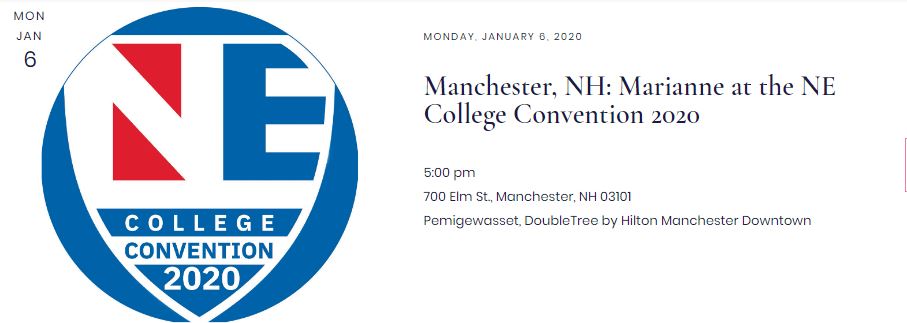 MON
JAN
6
NE
COLLEGE
CONVENTION
2020
MONDAY, JANUARY 6, 2020
Manchester, NH: Marianne at the NE
College Convention 2020
5:00 pm
700 Elm St., Manchester, NH 03101
Pemigewasset, DoubleTree by Hilton Manchester Downtown